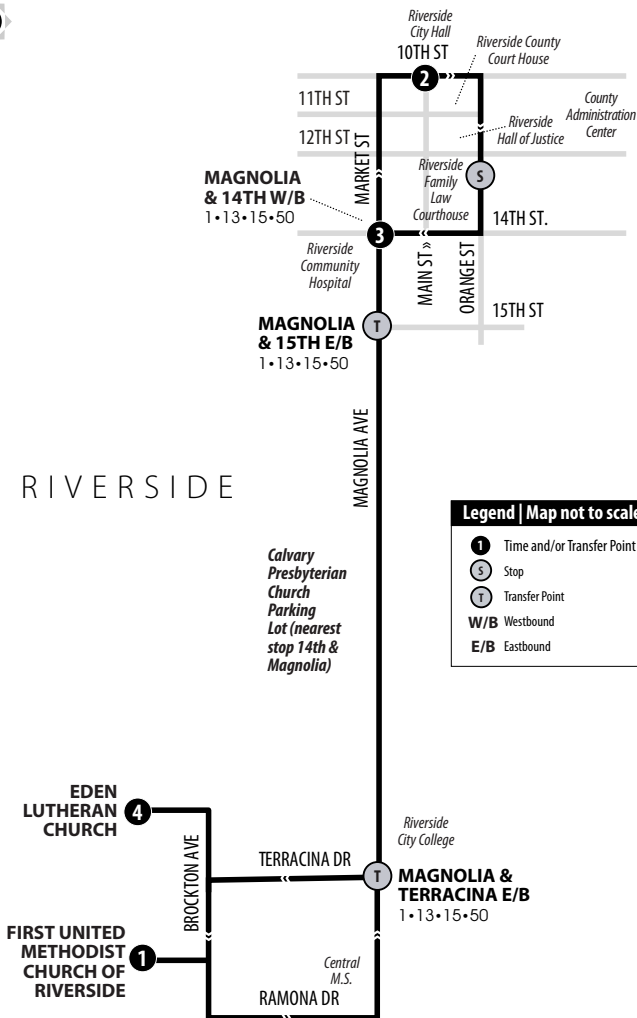 Riverside
City Hall
10TH ST
Riverside County
Court House
2
11TH ST
County
Administration
Center
Riverside
Hall of Justice
12TH ST
MARKET ST
Riverside
Family
Law
Courthouse
S
MAGNOLIA
& 14TH W/B
1•13•15•50
14TH ST.
3
Riverside
Community
Hospital
MAIN ST »
ORANGE ST
15TH ST
MAGNOLIA
& 15TH E/B
1•13•15•50
T
MAGNOLIA AVE
RIVERSIDE
Legend | Map not to scale
1 Time and/or Transfer Point
S Stop
T Transfer Point
W/B Westbound
E/B Eastbound
Calvary
Presbyterian
Church
Parking
Lot (nearest
stop 14th &
Magnolia)
EDEN
LUTHERAN
CHURCH
4
BROCKTON AVE
TERRACINA DR
Riverside
City College
T
MAGNOLIA &
TERRACINA E/B
1•13•15•50
FIRST UNITED
METHODIST
CHURCH OF
RIVERSIDE
1
Central
M.S.
RAMONA DR